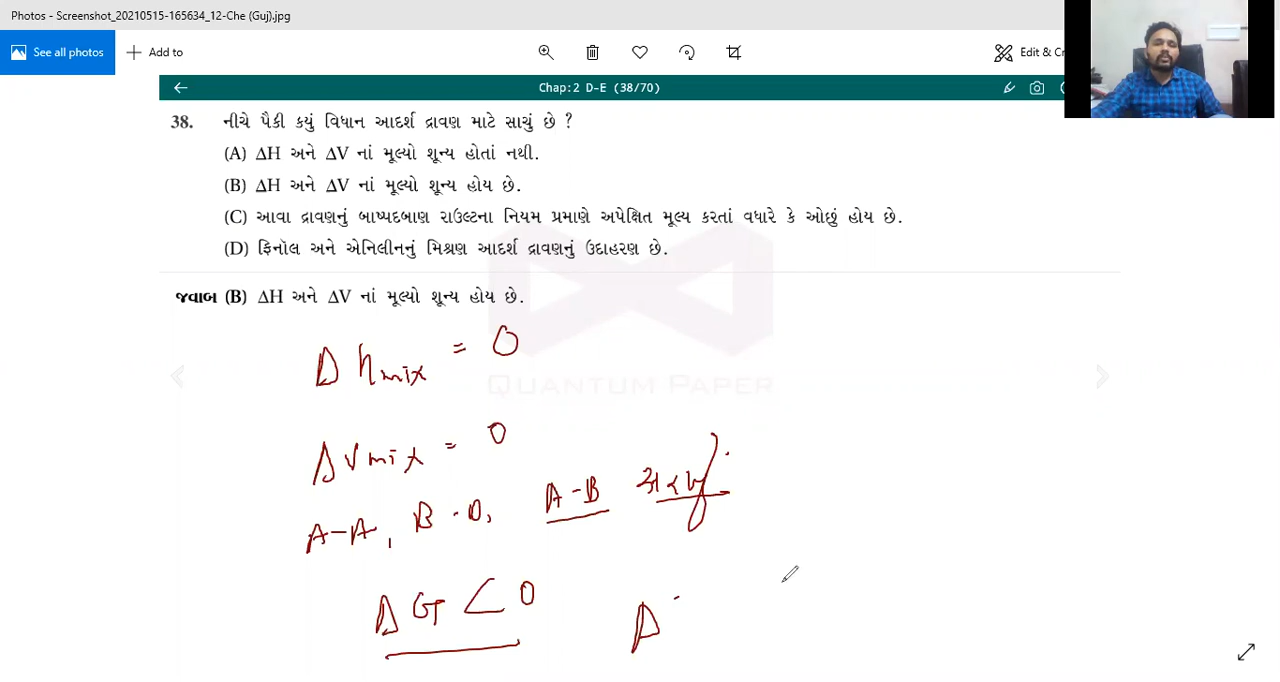 Photos - Screenshot_20210515-165634_12-Che (Guj).jpg
See all photos
Add to
Edit & Cr
Chap:2 D-E (38/70)
38. નીચે પૈકી કયું વિધાન આદર્શ દ્રાવણ માટે સાચું છે ?
(A) ΔH અને ΔV નાં મૂલ્યો શૂન્ય હોતાં નથી.
(B) ΔH અને ΔV નાં મૂલ્યો શૂન્ય હોય છે.
(C) આવા દ્રાવણનું બાષ્પદબાણ રાઉલ્ટના નિયમ પ્રમાણે અપેક્ષિત મૂલ્ય કરતાં વધારે કે ઓછું હોય છે.
(D) ફિનૉલ અને એનિલીનનું મિશ્રણ આદર્શ દ્રાવણનું ઉદાહરણ છે.
જવાબ (B) ΔH અને ΔV નાં મૂલ્યો શૂન્ય હોય છે.
Δ Hmix = 0
QUANTUM PAPER
ΔVmix = 0
A-A, B-B, A-B
ΔG < 0 Δ